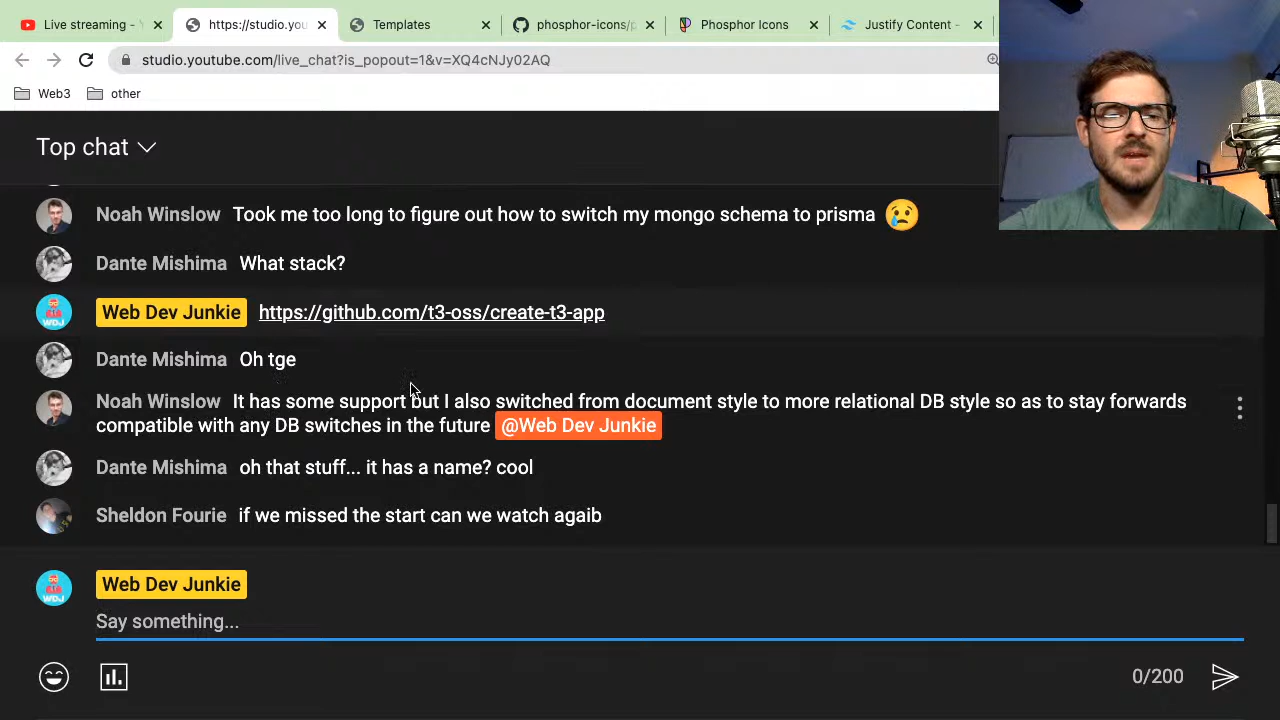 Live streaming -
https://studio.you
Templates
phosphor-icons/p
Phosphor Icons
Justify Content -
studio.youtube.com/live_chat?is_popout=1&v=XQ4cNJy02AQ
Web3
other
Top chat
Noah Winslow Took me too long to figure out how to switch my mongo schema to prisma 😢
Dante Mishima What stack?
Web Dev Junkie https://github.com/t3-oss/create-t3-app
Dante Mishima Oh tge
Noah Winslow It has some support but I also switched from document style to more relational DB style so as to stay forwards
compatible with any DB switches in the future @Web Dev Junkie
Dante Mishima oh that stuff... it has a name? cool
Sheldon Fourie if we missed the start can we watch agaib
WDJ
Web Dev Junkie
Say something...
0/200